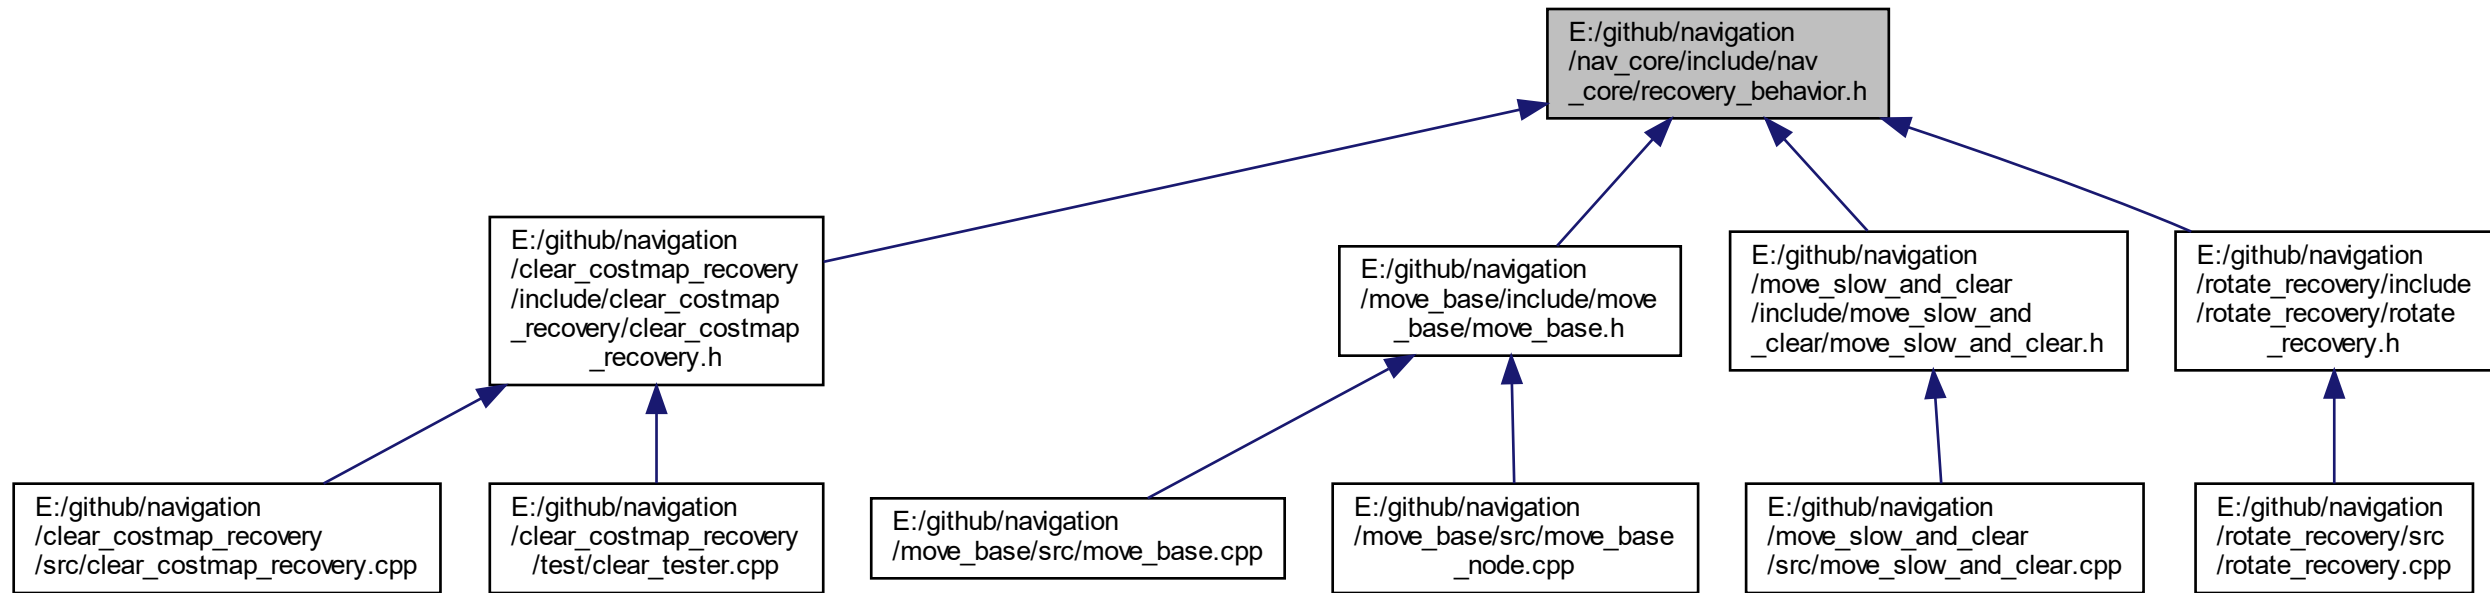 E:/github/navigation
/nav_core/include/nav
_core/recovery_behavior.h
E:/github/navigation
/clear_costmap_recovery
/include/clear_costmap
_recovery/clear_costmap
_recovery.h
E:/github/navigation
/move_base/include/move
_base/move_base.h
E:/github/navigation
/move_slow_and_clear
/include/move_slow_and
_clear/move_slow_and_clear.h
E:/github/navigation
/rotate_recovery/include
/rotate_recovery/rotate
_recovery.h
E:/github/navigation
/clear_costmap_recovery
/src/clear_costmap_recovery.cpp
E:/github/navigation
/clear_costmap_recovery
/test/clear_tester.cpp
E:/github/navigation
/move_base/src/move_base.cpp
E:/github/navigation
/move_base/src/move_base
_node.cpp
E:/github/navigation
/move_slow_and_clear
/src/move_slow_and_clear.cpp
E:/github/navigation
/rotate_recovery/src
/rotate_recovery.cpp